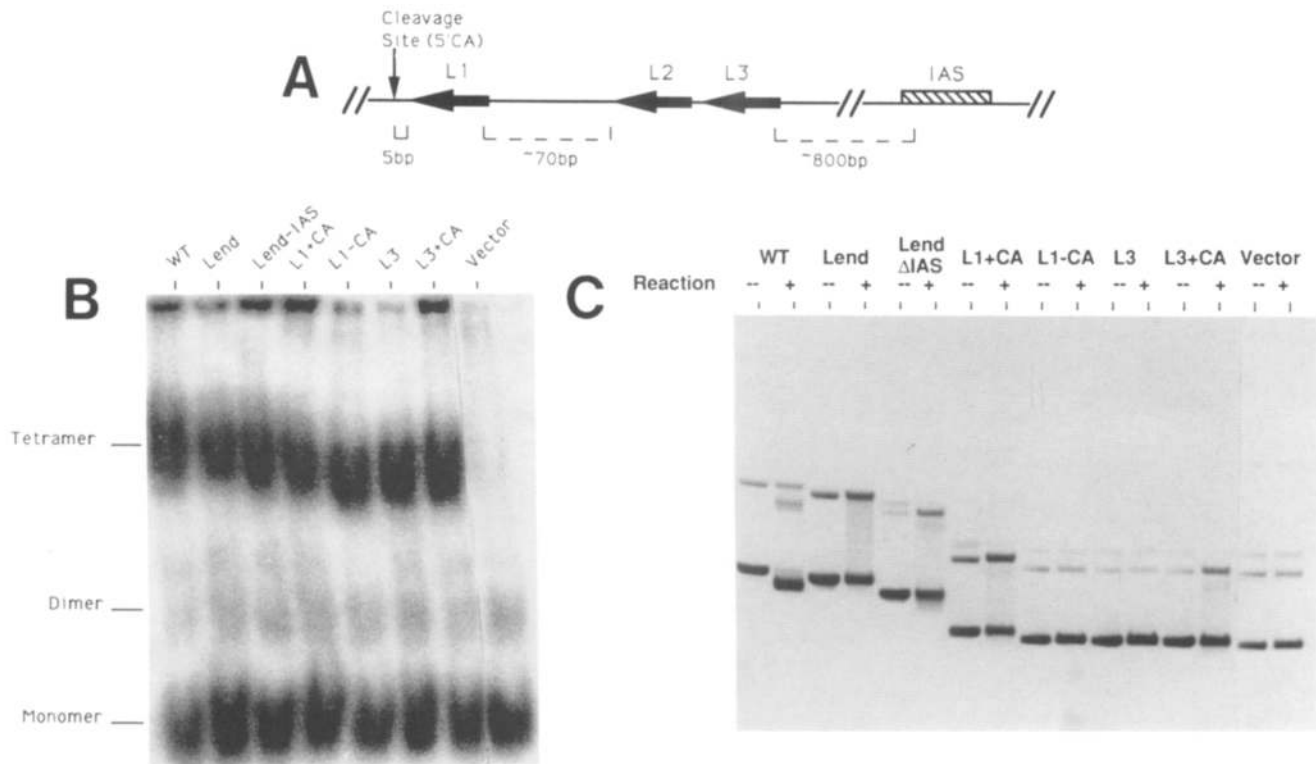 Cleavage
Site (5'CA)
A
L1
L2
L3
IAS
5bp
~70bp
~800bp
B
WT
Lend
Lend-IAS
L1+CA
L1-CA
L3
L3+CA
Vector
Tetramer
Dimer
Monomer
C
WT Lend Lend ΔIAS L1+CA L1-CA L3 L3+CA Vector
Reaction -- + -- + -- + -- + -- + -- + -- + -- +